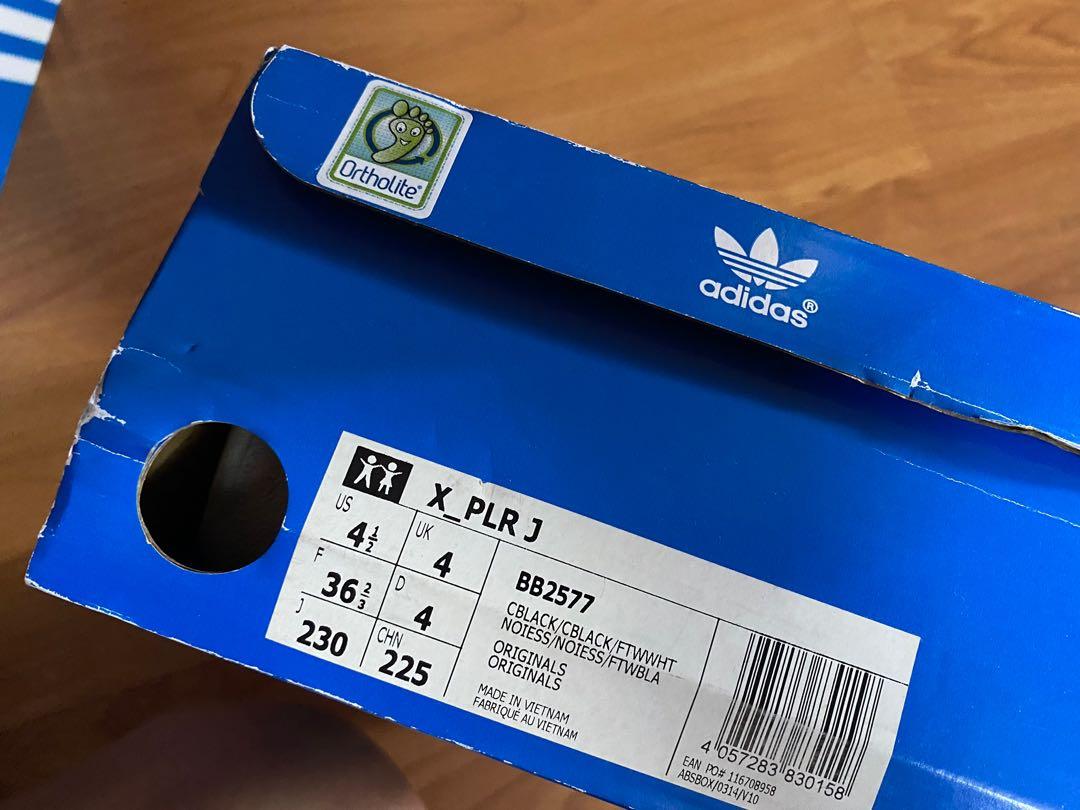 Ortholite®
adidas®
X_PLR J
US
4½
UK
4
F
36⅔
D
4
J
230
CHN
225
BB2577
CBLACK/CBLACK/FTWWHT
NOIESS/NOIESS/FTWBLA
ORIGINALS
ORIGINALS
MADE IN VIETNAM
FABRIQUÉ AU VIETNAM
4 057283 830158
EAN PO# 116708958
ABSBOX/0314/V10